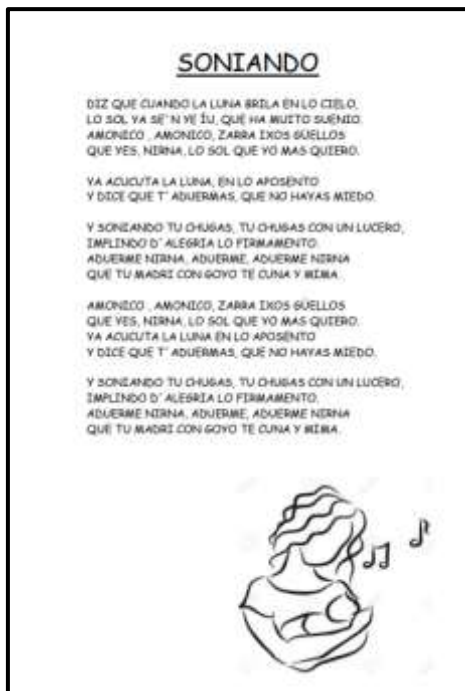 SONIANDO
DIZ QUE CUANDO LA LUNA BRILA EN LO CIELO,
LO SOL YA SE´N YE ÍU, QUE HA MUITO SUENIO.
AMONICO , AMONICO, ZARRA IXOS GÜELLOS
QUE YES, NIRNA, LO SOL QUE YO MAS QUIERO.
YA ACUCUTA LA LUNA, EN LO APOSENTO
Y DICE QUE T´ADUERMAS, QUE NO HAYAS MIEDO.
Y SONIANDO TU CHUGAS, TU CHUGAS CON UN LUCERO,
IMPLINDO D´ALEGRIA LO FIRMAMENTO.
ADUERME NIRNA, ADUERME, ADUERME NIRNA
QUE TU MADRI CON GOYO TE CUNA Y MIMA.
AMONICO , AMONICO, ZARRA IXOS GÜELLOS
QUE YES, NIRNA, LO SOL QUE YO MAS QUIERO.
YA ACUCUTA LA LUNA EN LO APOSENTO
Y DICE QUE T´ADUERMAS, QUE NO HAYAS MIEDO.
Y SONIANDO TU CHUGAS, TU CHUGAS CON UN LUCERO,
IMPLINDO D´ALEGRIA LO FIRMAMENTO.
ADUERME NIRNA, ADUERME, ADUERME NIRNA
QUE TU MADRI CON GOYO TE CUNA Y MIMA.